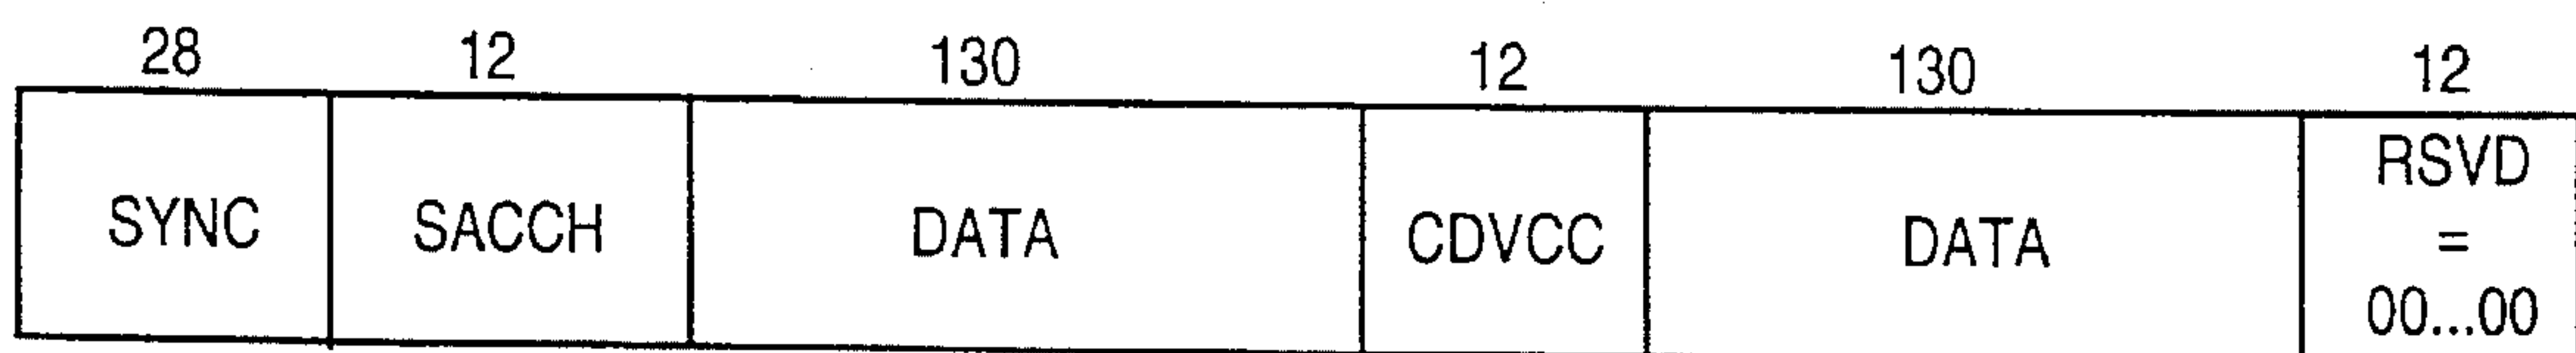 28 12 130 12 130 12
SYNC SACCH DATA CDVCC DATA RSVD
=
00...00